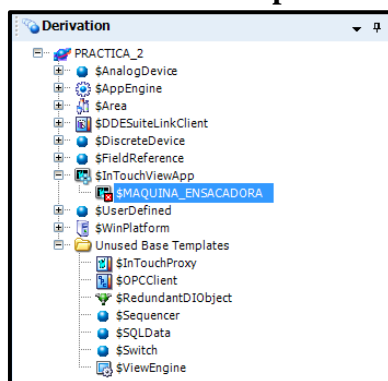 Derivation
PRACTICA_2
$AnalogDevice
$AppEngine
$Area
$DDESuiteLinkClient
$DiscreteDevice
$FieldReference
$InTouchViewApp
$MAQUINA_ENSACADORA
$UserDefined
$WinPlatform
Unused Base Templates
$InTouchProxy
$OPCClient
$RedundantDIObject
$Sequencer
$SQLData
$Switch
$ViewEngine